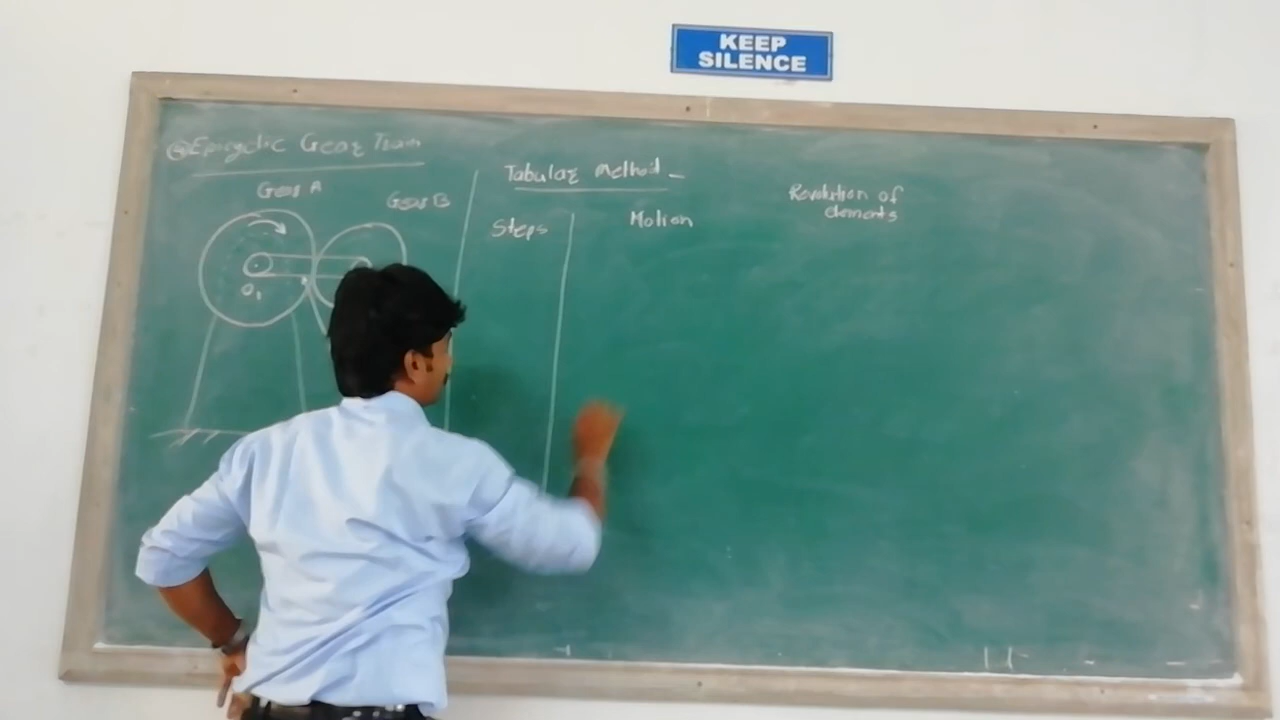 KEEP
SILENCE
Epicyclic Gear Train
Tabular Method -
Gear A
Gear B
Revolution of
elements
Steps
Motion
O1